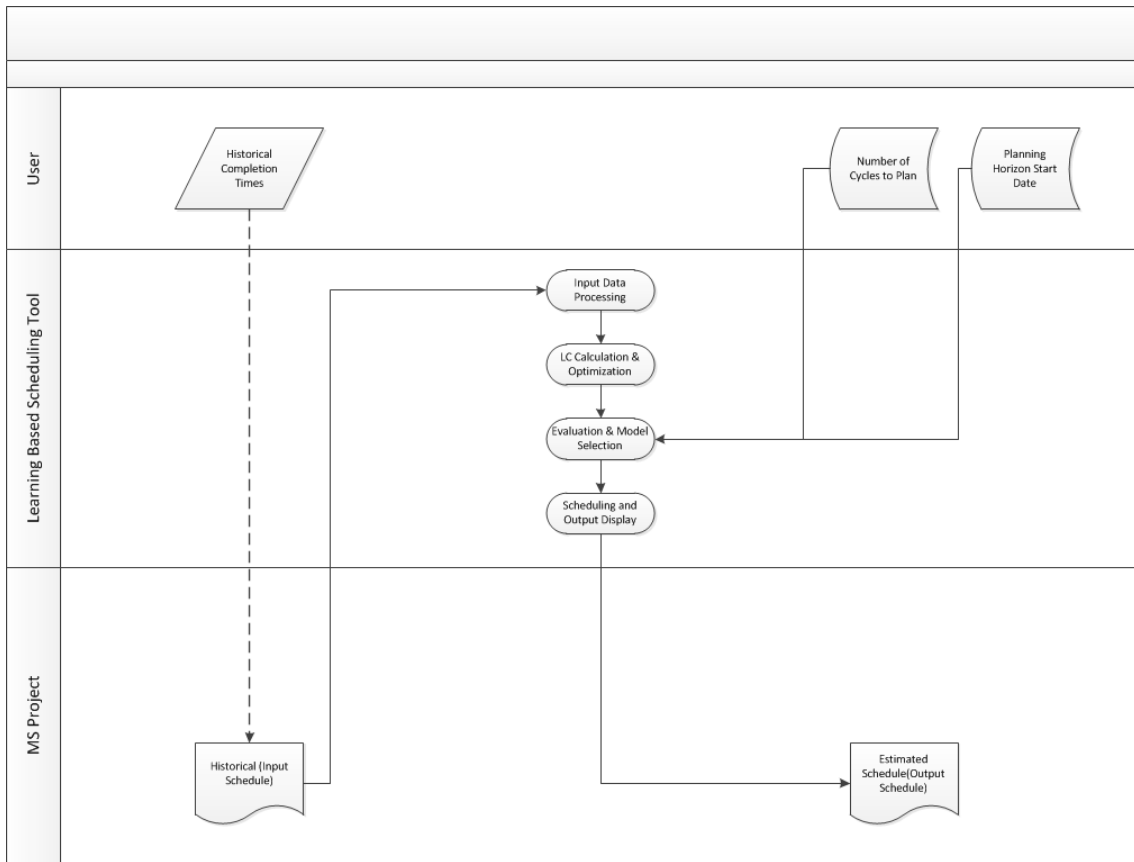 User
Historical
Completion
Times
Number of
Cycles to Plan
Planning
Horizon Start
Date
Learning Based Scheduling Tool
Input Data
Processing
LC Calculation &
Optimization
Evaluation & Model
Selection
Scheduling and
Output Display
MS Project
Historical (Input
Schedule)
Estimated
Schedule(Output
Schedule)